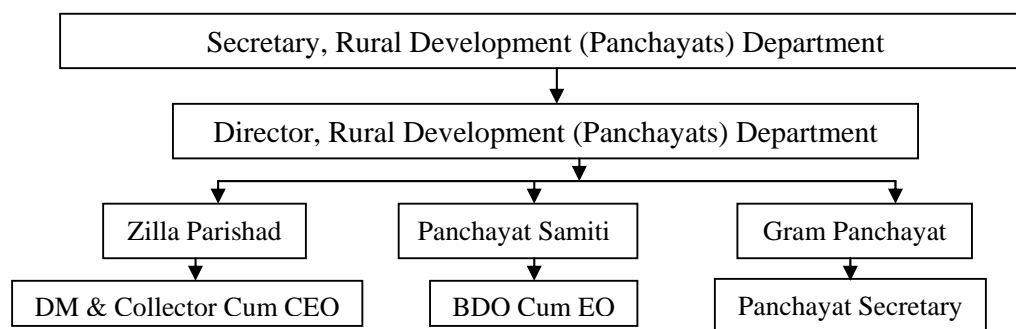 Secretary, Rural Development (Panchayats) Department
Director, Rural Development (Panchayats) Department
Zilla Parishad
Panchayat Samiti
Gram Panchayat
DM & Collector Cum CEO
BDO Cum EO
Panchayat Secretary